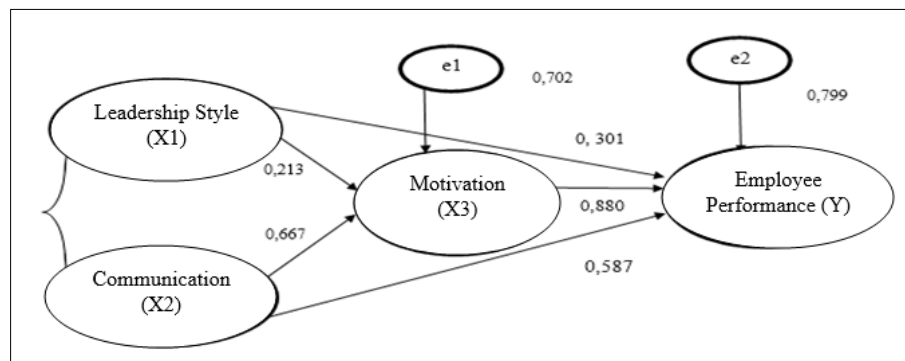 e1
0,702
e2
0,799
Leadership Style
(X1)
0, 301
0,213
Motivation
(X3)
0,880
Employee
Performance (Y)
0,667
Communication
(X2)
0,587